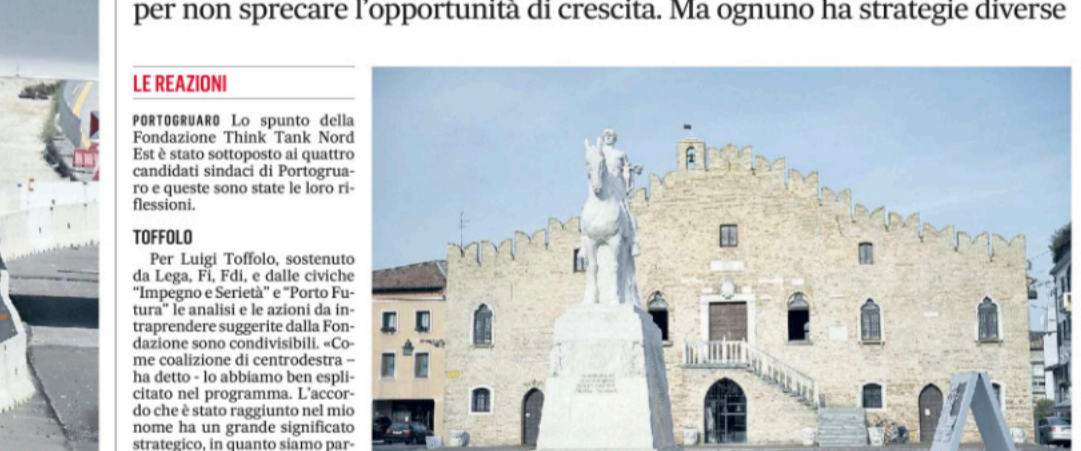 per non sprecare l'opportunità di crescita. Ma ognuno ha strategie diverse
LE REAZIONI
PORTOGRUARO Lo spunto della
Fondazione Think Tank Nord
Est è stato sottoposto ai quattro
candidati sindaci di Portogrua-
ro e queste sono state le loro ri-
flessioni.
TOFFOLO
Per Luigi Toffolo, sostenuto
da Lega, Fi, Fdi, e dalle civiche
"Impegno e Serietà" e "Porto Fu-
tura" le analisi e le azioni da in-
traprendere suggerite dalla Fon-
dazione sono condivisibili. «Co-
me coalizione di centrodestra –
ha detto - lo abbiamo ben espli-
citato nel programma. L'accor-
do che è stato raggiunto nel mio
nome ha un grande significato
strategico, in quanto siamo par-